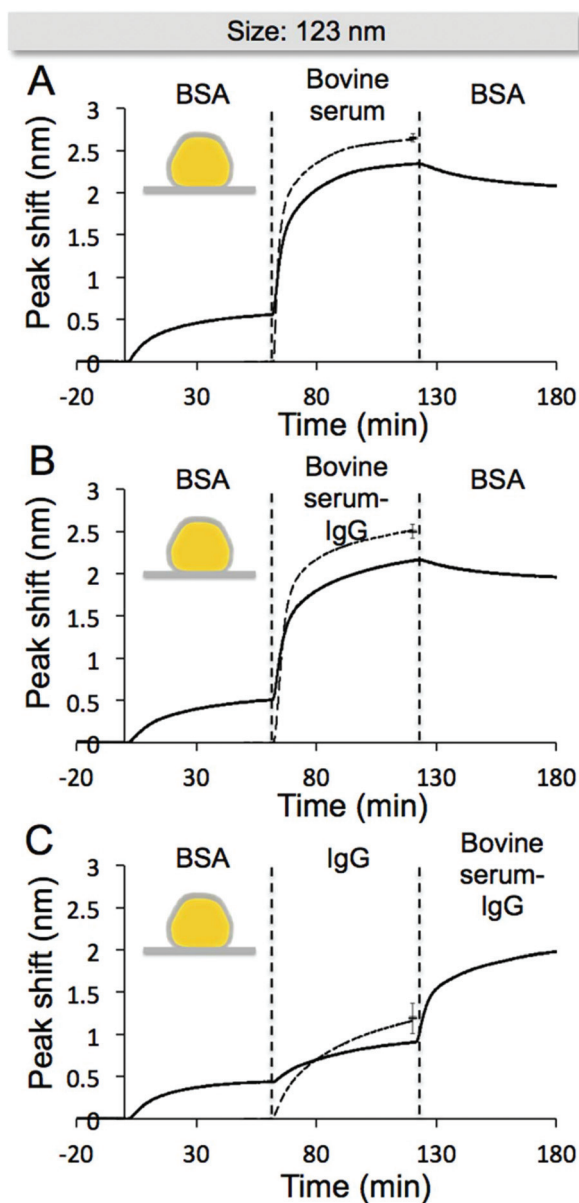 Size: 123 nm
A
BSA
Bovine
serum
BSA
Peak shift (nm)
3
2.5
2
1.5
1
0.5
0
-20
30
80
130
180
Time (min)
B
BSA
Bovine
serum-
IgG
BSA
Peak shift (nm)
3
2.5
2
1.5
1
0.5
0
-20
30
80
130
180
Time (min)
C
BSA
IgG
Bovine
serum-
IgG
Peak shift (nm)
3
2.5
2
1.5
1
0.5
0
-20
30
80
130
180
Time (min)